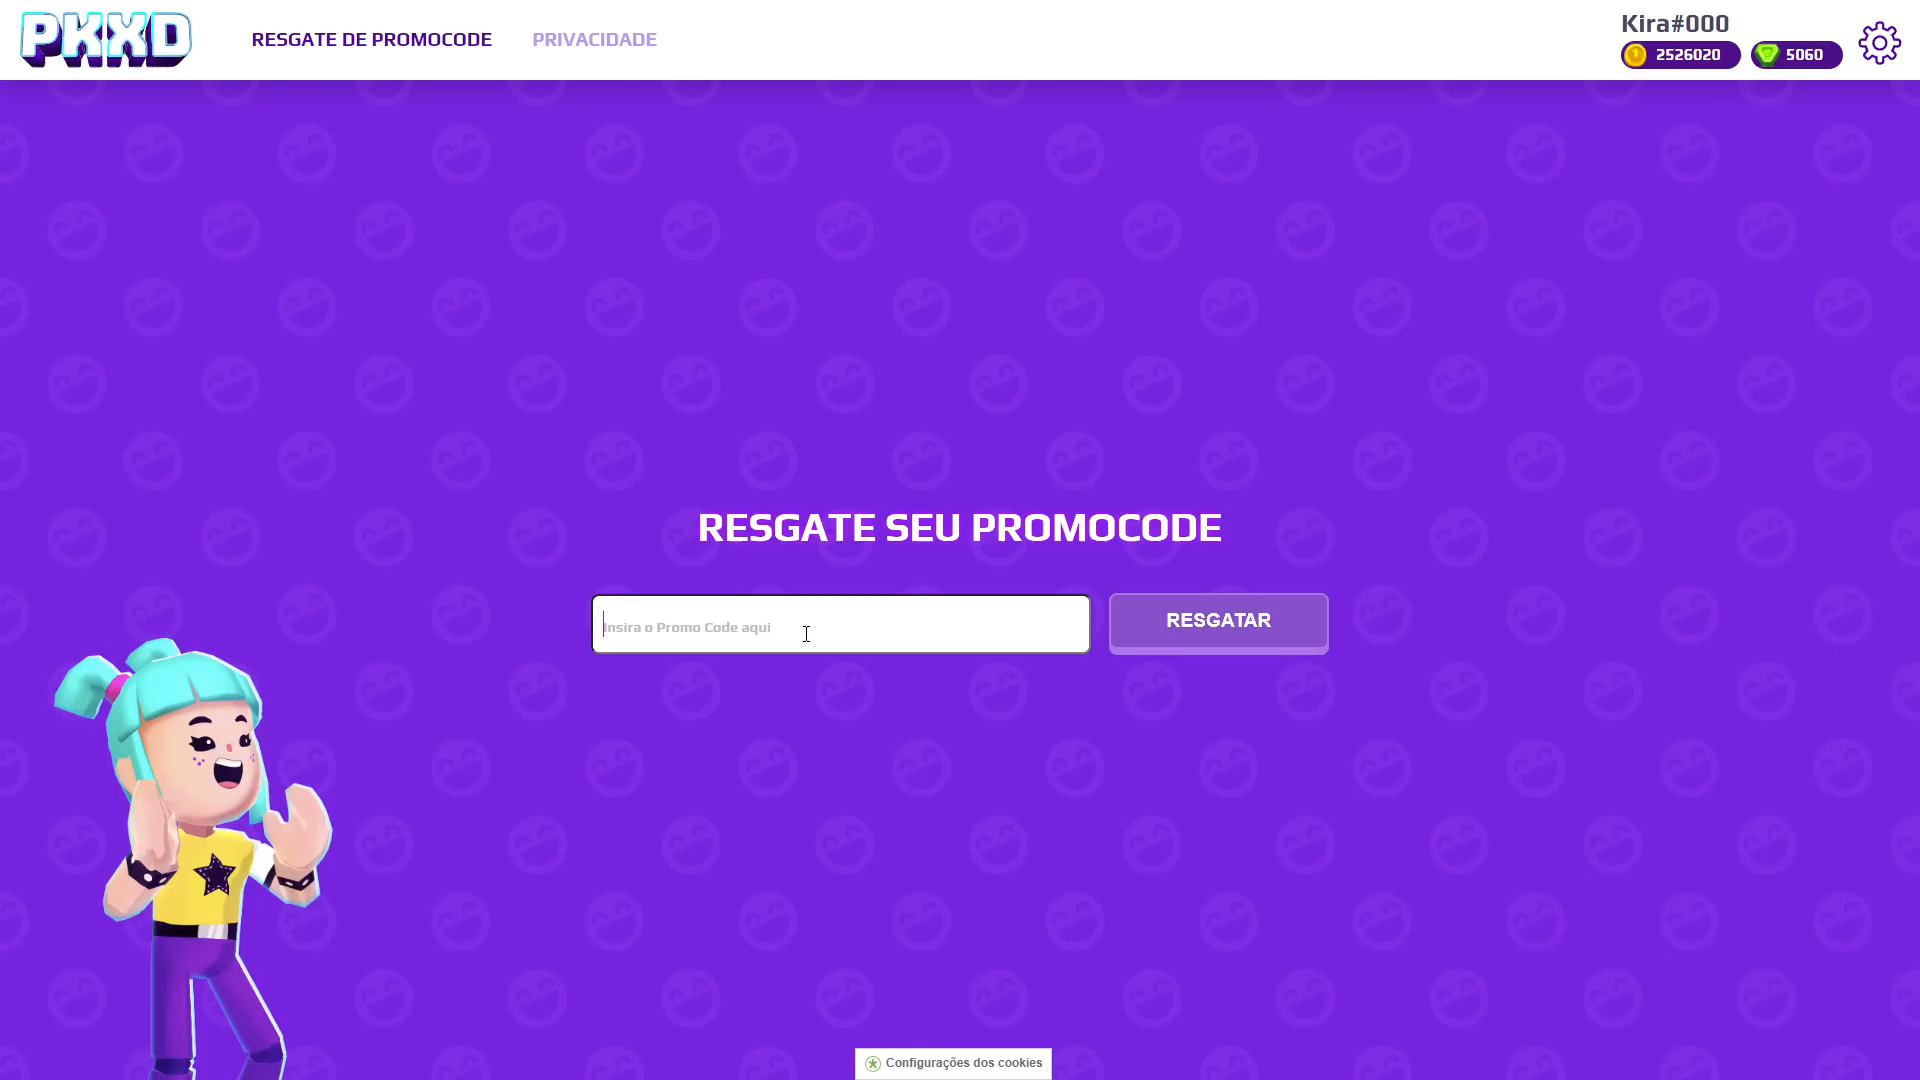 PKXD
RESGATE DE PROMOCODE
PRIVACIDADE
Kira#000
2526020
5060
RESGATE SEU PROMOCODE
Insira o Promo Code aqui
RESGATAR
Configurações dos cookies